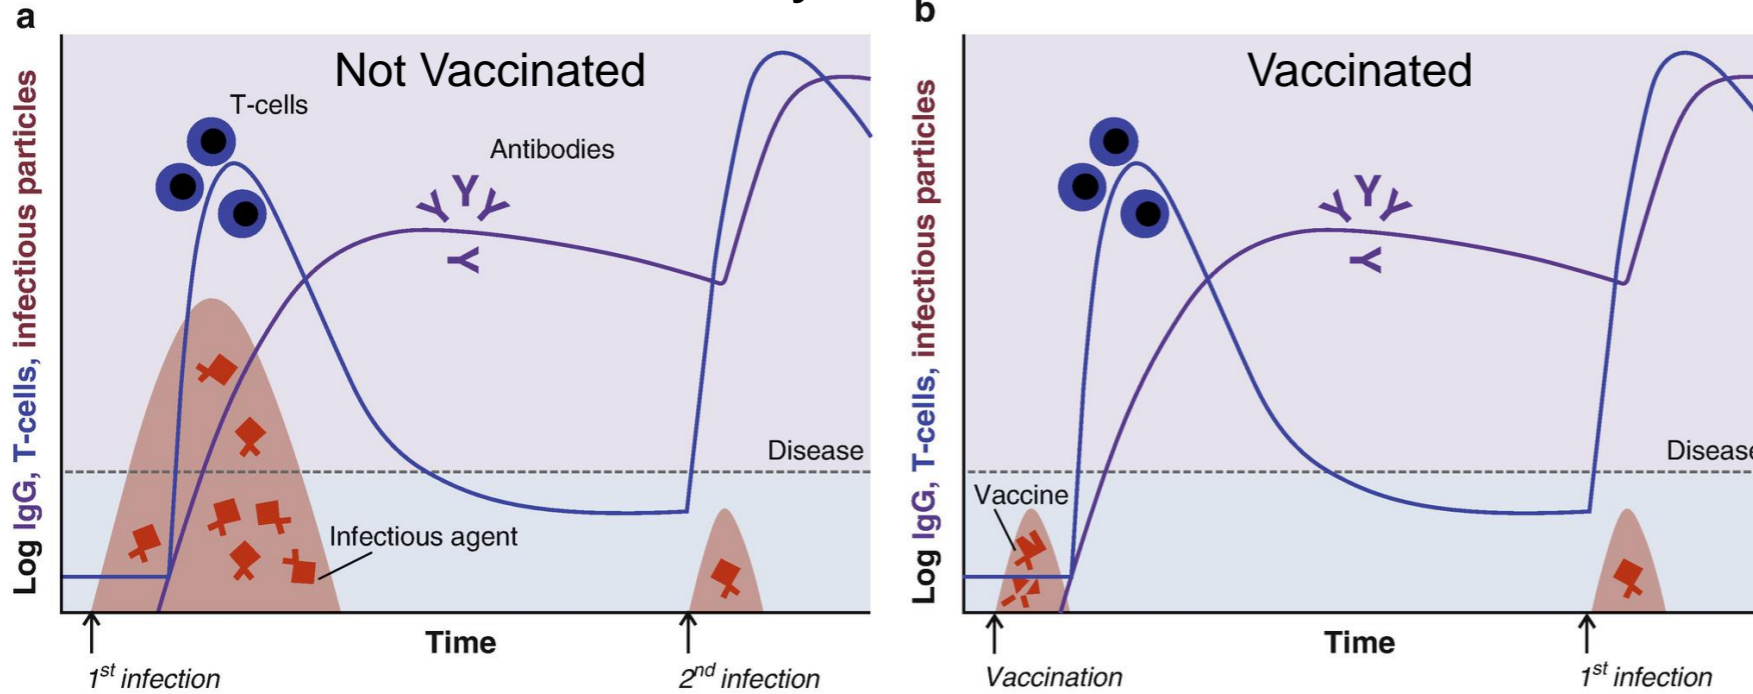 a
Not Vaccinated
T-cells
Antibodies
Disease
Infectious agent
Log IgG, T-cells, infectious particles
Time
1st infection
2nd infection
b
Vaccinated
Disease
Vaccine
Log IgG, T-cells, infectious particles
Time
Vaccination
1st infection